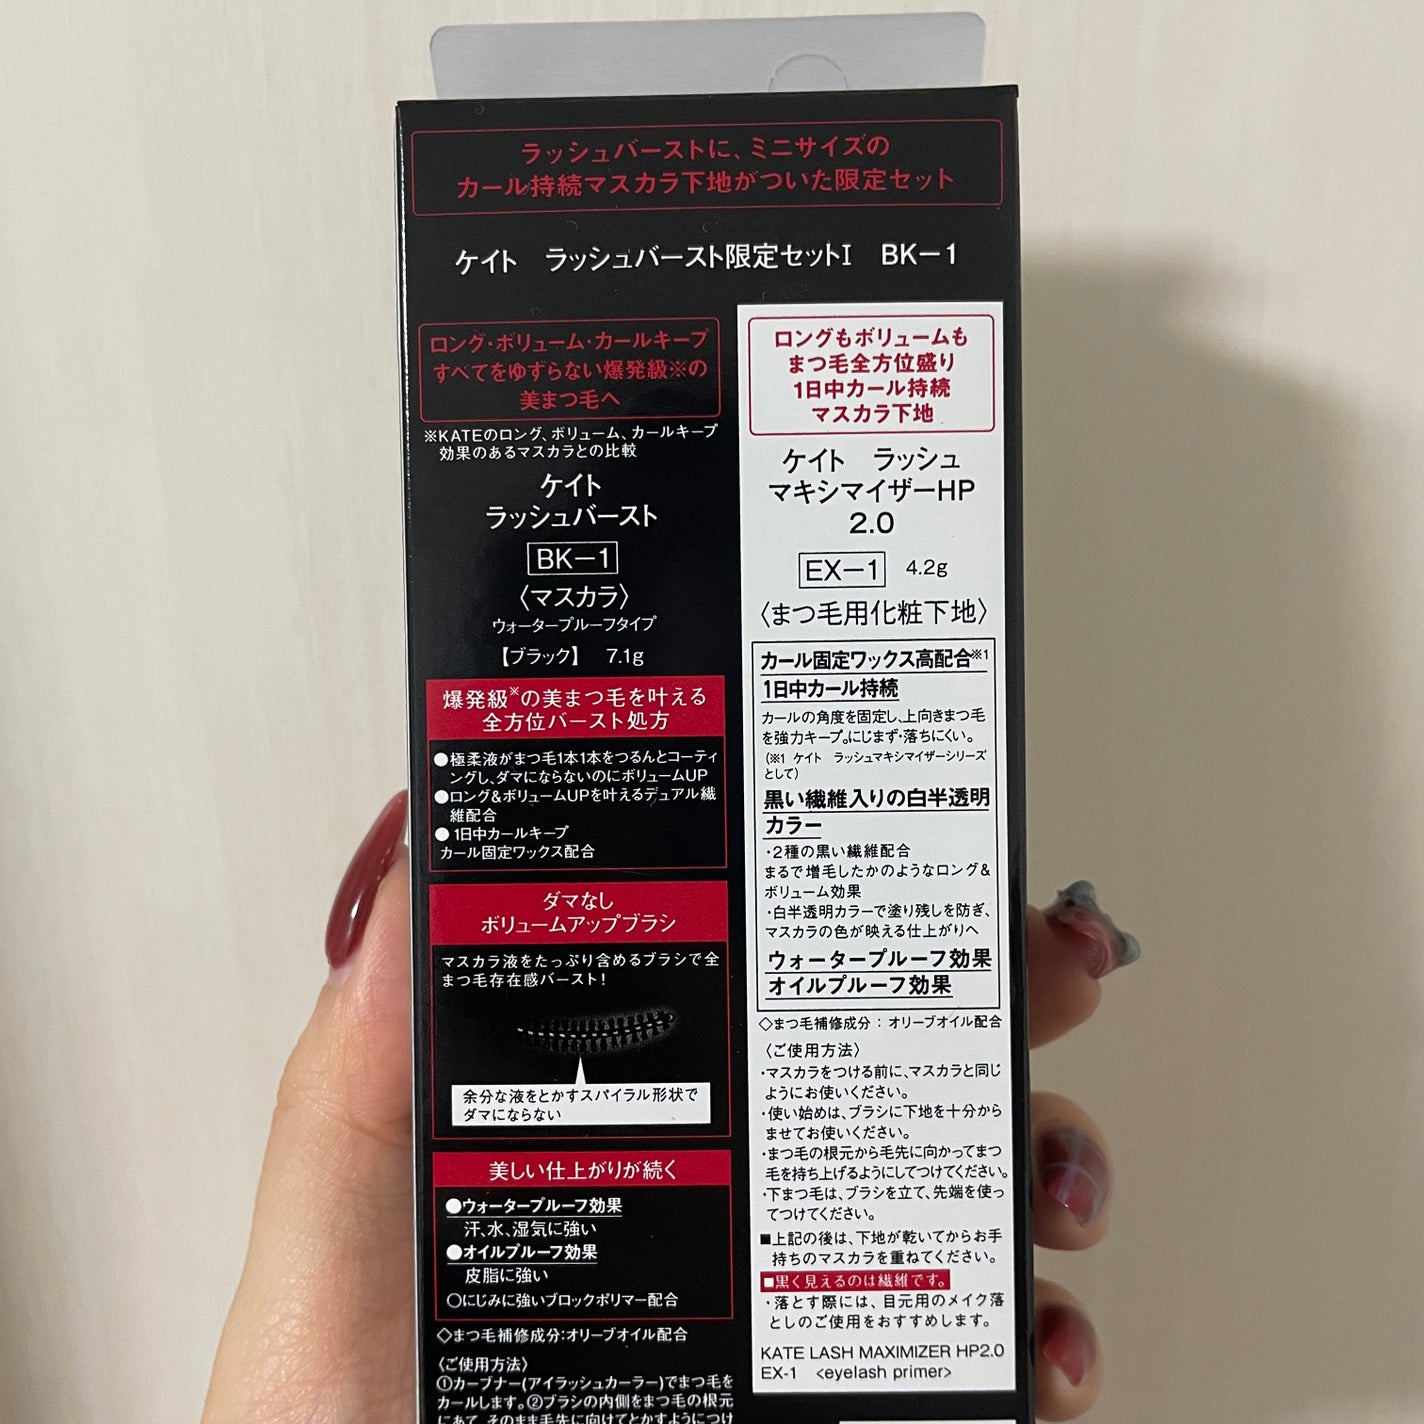 ラッシュバーストに、ミニサイズの
カール持続マスカラ下地がついた限定セット
ケイト ラッシュバースト限定セットI BK−1
ロング・ボリューム・カールキープ
すべてをゆずらない爆発級※の
美まつ毛へ
※KATEのロング、ボリューム、カールキープ
効果のあるマスカラとの比較
ケイト
ラッシュバースト
BK−1
〈マスカラ〉
ウォータープルーフタイプ
【ブラック】 7.1g
爆発級※の美まつ毛を叶える
全方位バースト処方
●極柔液がまつ毛1本1本をつるんとコーティ
ングし、ダマにならないのにボリュームUP
●ロング&ボリュームUPを叶えるデュアル繊
維配合
● 1日中カールキープ
カール固定ワックス配合
ダマなし
ボリュームアップブラシ
マスカラ液をたっぷり含めるブラシで全
まつ毛存在感バースト!
余分な液をとかすスパイラル形状で
ダマにならない
美しい仕上がりが続く
●ウォータープルーフ効果
汗、水、湿気に強い
●オイルプルーフ効果
皮脂に強い
○にじみに強いブロックポリマー配合
◇まつ毛補修成分:オリーブオイル配合
〈ご使用方法〉
①カーブナー(アイラッシュカーラー)でまつ毛を
カールします。②ブラシの内側をまつ毛の根元
にあて、そのまま毛先に向けてとかすようにつけ
ロングもボリュームも
まつ毛全方位盛り
1日中カール持続
マスカラ下地
ケイト ラッシュ
マキシマイザーHP
2.0
EX−1 4.2g
〈まつ毛用化粧下地〉
カール固定ワックス高配合※1
1日中カール持続
カールの角度を固定し、上向きまつ毛
を強力キープ。にじまず・落ちにくい。
(※1 ケイト ラッシュマキシマイザーシリーズ
として)
黒い繊維入りの白半透明
カラー
・2種の黒い繊維配合
まるで増毛したかのようなロング&
ボリューム効果
・白半透明カラーで塗り残しを防ぎ、
マスカラの色が映える仕上がりへ
ウォータープルーフ効果
オイルプルーフ効果
◇まつ毛補修成分：オリーブオイル配合
〈ご使用方法〉
・マスカラをつける前に、マスカラと同じ
ようにお使いください。
・使い始めは、ブラシに下地を十分から
ませてお使いください。
・まつ毛の根元から毛先に向かってまつ
毛を持ち上げるようにしてつけてください。
・下まつ毛は、ブラシを立て、先端を使っ
てつけてください。
■上記の後は、下地が乾いてからお手
持ちのマスカラを重ねてください。
■黒く見えるのは繊維です。
・落とす際には、目元用のメイク落
としのご使用をおすすめします。
KATE LASH MAXIMIZER HP2.0
EX-1 <eyelash primer>